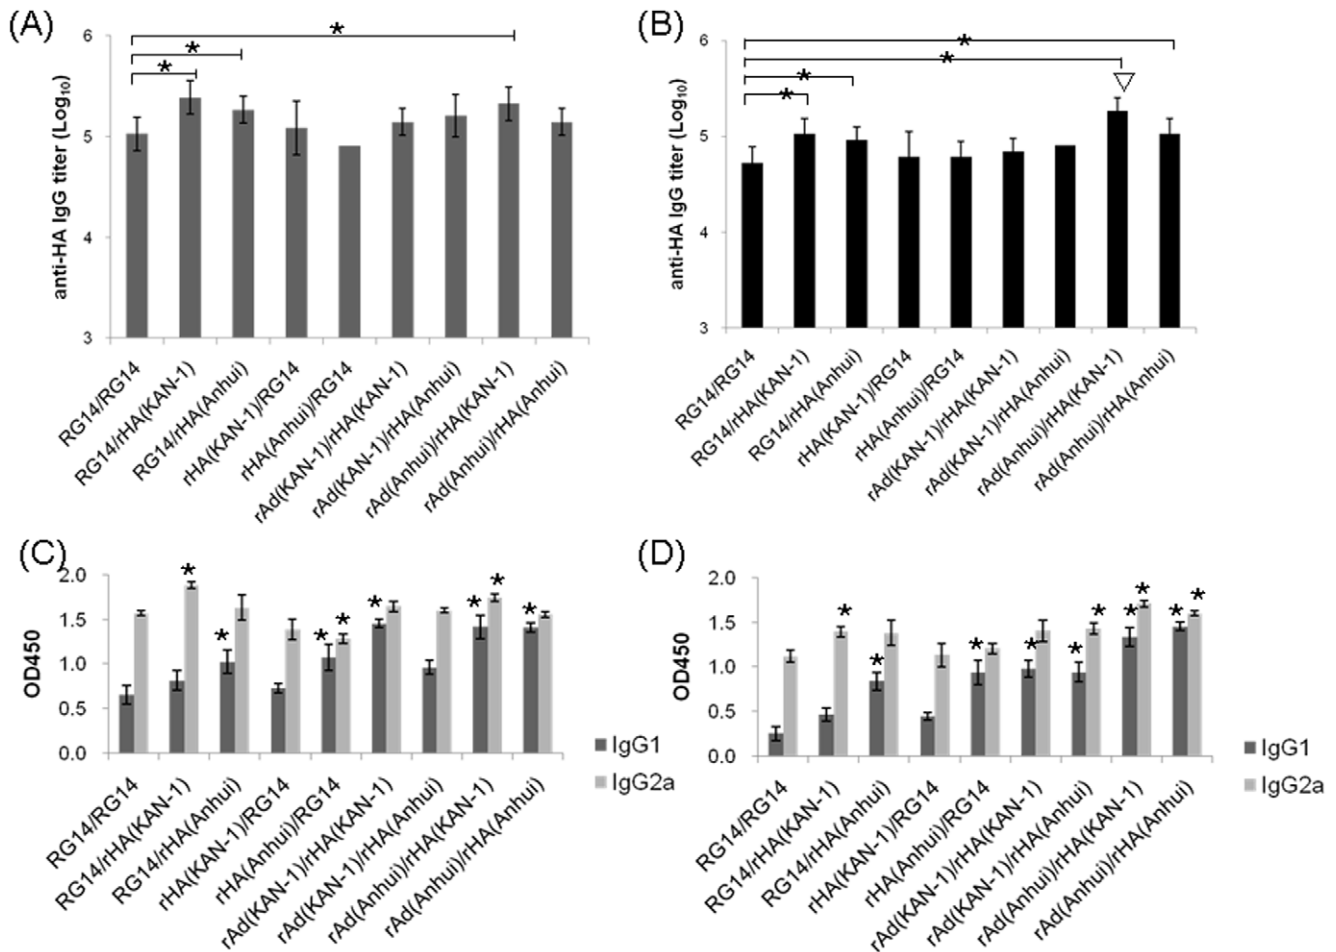 (A)
*
*
*
6
5
4
3
anti-HA IgG titer (Log10)
RG14/RG14
RG14/rHA(KAN-1)
RG14/rHA(Anhui)
rHA(KAN-1)/RG14
rHA(Anhui)/RG14
rAd(KAN-1)/rHA(KAN-1)
rAd(KAN-1)/rHA(Anhui)
rAd(Anhui)/rHA(KAN-1)
rAd(Anhui)/rHA(Anhui)
(B)
*
*
*
*
6
5
4
3
anti-HA IgG titer (Log10)
RG14/RG14
RG14/rHA(KAN-1)
RG14/rHA(Anhui)
rHA(KAN-1)/RG14
rHA(Anhui)/RG14
rAd(KAN-1)/rHA(KAN-1)
rAd(KAN-1)/rHA(Anhui)
rAd(Anhui)/rHA(KAN-1)
rAd(Anhui)/rHA(Anhui)
(C)
2.0
1.5
1.0
0.5
0.0
OD450
* * * * * * * *
IgG1
IgG2a
RG14/RG14
RG14/rHA(KAN-1)
RG14/rHA(Anhui)
rHA(KAN-1)/RG14
rHA(Anhui)/RG14
rAd(KAN-1)/rHA(KAN-1)
rAd(KAN-1)/rHA(Anhui)
rAd(Anhui)/rHA(KAN-1)
rAd(Anhui)/rHA(Anhui)
(D)
2.0
1.5
1.0
0.5
0.0
OD450
* * * * * * * * * *
IgG1
IgG2a
RG14/RG14
RG14/rHA(KAN-1)
RG14/rHA(Anhui)
rHA(KAN-1)/RG14
rHA(Anhui)/RG14
rAd(KAN-1)/rHA(KAN-1)
rAd(KAN-1)/rHA(Anhui)
rAd(Anhui)/rHA(KAN-1)
rAd(Anhui)/rHA(Anhui)